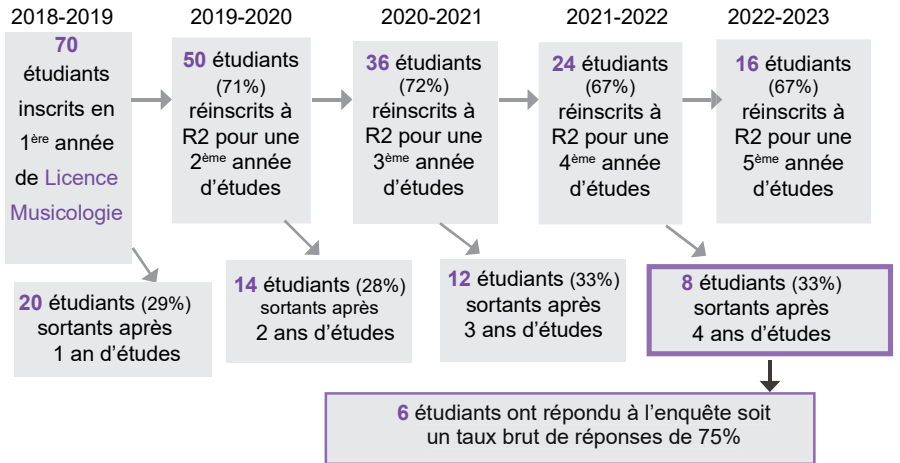 2018-2019
2019-2020
2020-2021
2021-2022
2022-2023
70
étudiants
inscrits en
1ère année
de Licence
Musicologie
50 étudiants
(71%)
réinscrits à
R2 pour une
2ème année
d'études
36 étudiants
(72%)
réinscrits à
R2 pour une
3ème année
d'études
24 étudiants
(67%)
réinscrits à
R2 pour une
4ème année
d'études
16 étudiants
(67%)
réinscrits à
R2 pour une
5ème année
d'études
20 étudiants (29%)
sortants après
1 an d'études
14 étudiants (28%)
sortants après
2 ans d'études
12 étudiants (33%)
sortants après
3 ans d'études
8 étudiants (33%)
sortants après
4 ans d'études
6 étudiants ont répondu à l'enquête soit
un taux brut de réponses de 75%